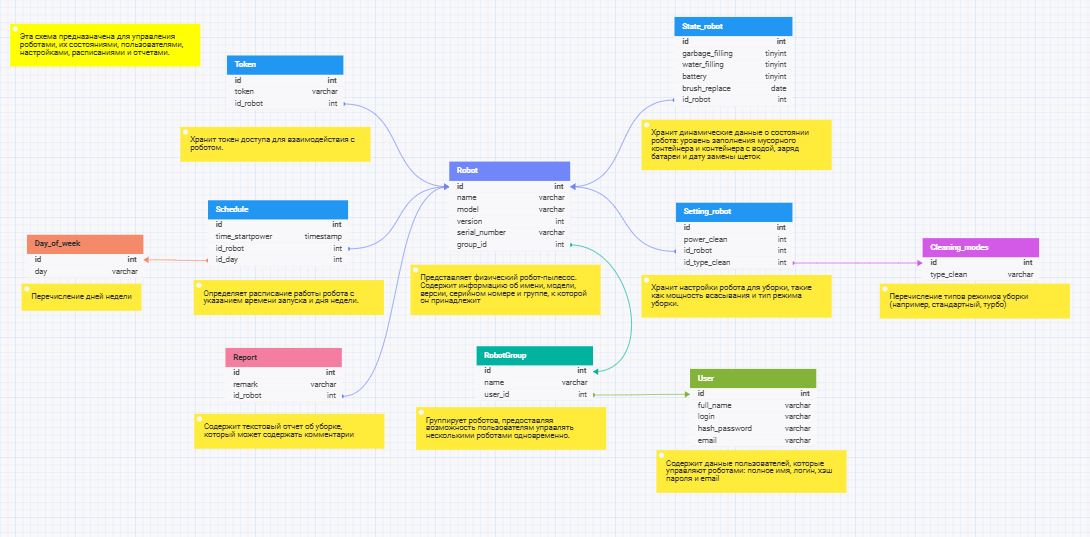 Эта схема предназначена для управления
роботами, их состояниями, пользователями,
настройками, расписаниями и отчетами.
Token
id int
token varchar
id_robot int
Хранит токен доступа для взаимодействия с
роботом.
State_robot
id int
garbage_filling tinyint
water_filling tinyint
battery tinyint
brush_replace date
id_robot int
Хранит динамические данные о состоянии
робота: уровень заполнения мусорного
контейнера и контейнера с водой, заряд
батареи и дату замены щеток
Robot
id int
name varchar
model varchar
version int
serial_number varchar
group_id int
Представляет физический робот-пылесос.
Содержит информацию об имени, модели,
версии, серийном номере и группе, к которой
он принадлежит
Schedule
id int
time_startpower timestamp
id_robot int
id_day int
Определяет расписание работы робота с
указанием времени запуска и дня недели.
Day_of_week
id int
day varchar
Перечисление дней недели
Setting_robot
id int
power_clean int
id_robot int
id_type_clean int
Хранит настройки робота для уборки, такие
как мощность всасывания и тип режима
уборки.
Cleaning_modes
id int
type_clean varchar
Перечисление типов режимов уборки
(например, стандартный, турбо)
Report
id int
remark varchar
id_robot int
Содержит текстовый отчет об уборке,
который может содержать комментарии
RobotGroup
id int
name varchar
user_id int
Группирует роботов, предоставляя
возможность пользователям управлять
несколькими роботами одновременно.
User
id int
full_name varchar
login varchar
hash_password varchar
email varchar
Содержит данные пользователей, которые
управляют роботами: полное имя, логин, хэш
пароля и email